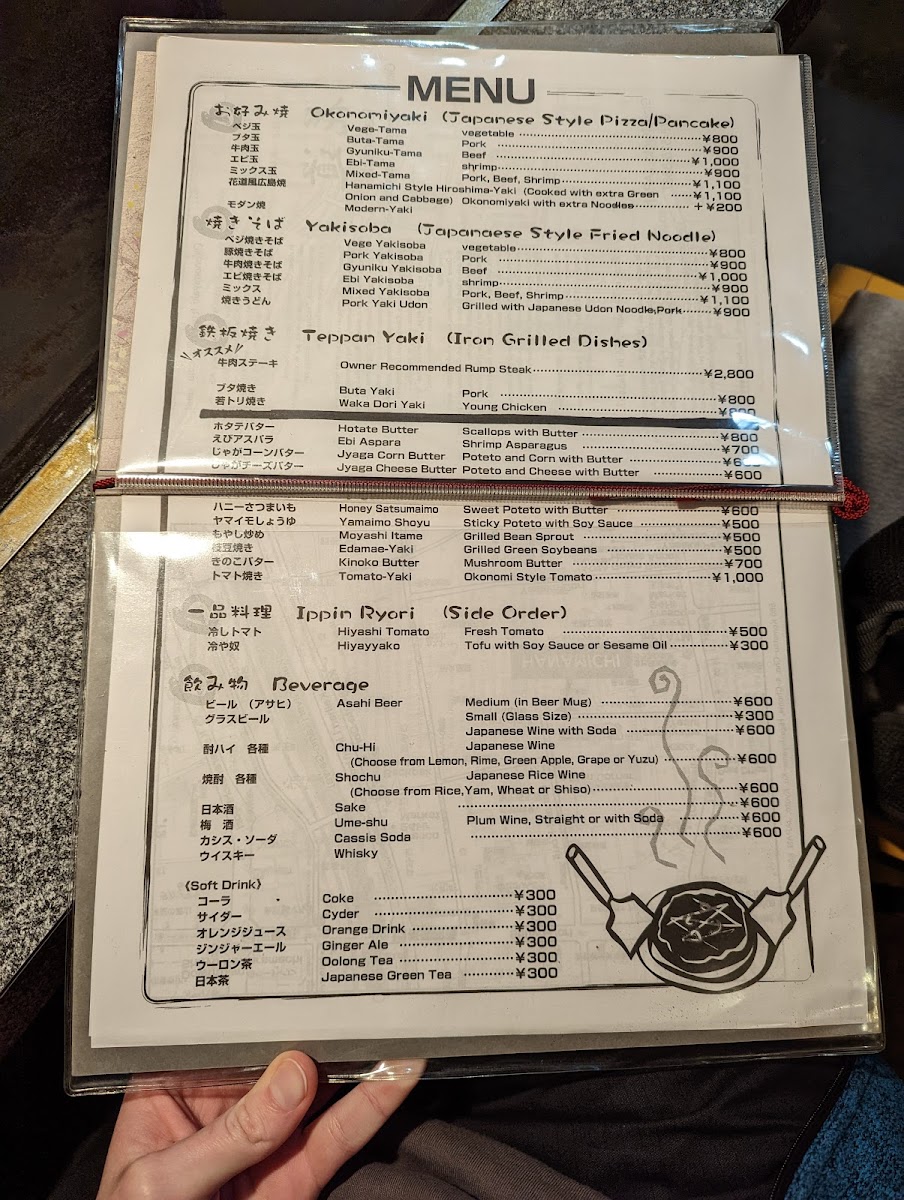 MENU
お好み焼 Okonomiyaki (Japanese Style Pizza/Pancake)
ベジ玉 Vege-Tama vegetable ¥800
ブタ玉 Buta-Tama Pork ¥900
牛肉玉 Gyuniku-Tama Beef ¥1,000
エビ玉 Ebi-Tama shrimp ¥900
ミックス玉 Mixed-Tama Pork, Beef, Shrimp ¥1,100
花道風広島焼 Hanamichi Style Hiroshima-Yaki (Cooked with extra Green ¥1,100
Onion and Cabbage) Okonomiyaki with extra Noodles +¥200
モダン焼 Modern-Yaki
焼きそば Yakisoba (Japanaese Style Fried Noodle)
ベジ焼きそば Vege Yakisoba vegetable ¥800
豚焼きそば Pork Yakisoba Pork ¥900
牛肉焼きそば Gyuniku Yakisoba Beef ¥1,000
エビ焼きそば Ebi Yakisoba shrimp ¥900
ミックス Mixed Yakisoba Pork, Beef, Shrimp ¥1,100
焼きうどん Pork Yaki Udon Grilled with Japanese Udon Noodle,Pork ¥900
鉄板焼き Teppan Yaki (Iron Grilled Dishes)
オススメ!!
牛肉ステーキ Owner Recommended Rump Steak ¥2,800
ブタ焼き Buta Yaki Pork ¥800
若トリ焼き Waka Dori Yaki Young Chicken ¥800
ホタテバター Hotate Butter Scallops with Butter ¥800
えびアスパラ Ebi Aspara Shrimp Asparagus ¥700
じゃがコーンバター Jyaga Corn Butter Poteto and Corn with Butter ¥600
じゃがチーズバター Jyaga Cheese Butter Poteto and Cheese with Butter ¥600
ハニーさつまいも Honey Satsumaimo Sweet Poteto with Butter ¥600
ヤマイモしょうゆ Yamaimo Shoyu Sticky Poteto with Soy Sauce ¥500
もやし炒め Moyashi Itame Grilled Bean Sprout ¥500
枝豆焼き Edamae-Yaki Grilled Green Soybeans ¥500
きのこバター Kinoko Butter Mushroom Butter ¥700
トマト焼き Tomato-Yaki Okonomi Style Tomato ¥1,000
一品料理 Ippin Ryori (Side Order)
冷しトマト Hiyashi Tomato Fresh Tomato ¥500
冷や奴 Hiyayyako Tofu with Soy Sauce or Sesame Oil ¥300
飲み物 Beverage
ビール (アサヒ) Asahi Beer Medium (in Beer Mug) ¥600
グラスビール Small (Glass Size) ¥300
Japanese Wine with Soda ¥600
酎ハイ 各種 Chu-Hi Japanese Wine
(Choose from Lemon, Rime, Green Apple, Grape or Yuzu) ¥600
焼酎 各種 Shochu Japanese Rice Wine
(Choose from Rice,Yam, Wheat or Shiso) ¥600
日本酒 Sake ¥600
梅 酒 Ume-shu Plum Wine, Straight or with Soda ¥600
カシス・ソーダ Cassis Soda ¥600
ウイスキー Whisky
《Soft Drink》
コーラ Coke ¥300
サイダー Cyder ¥300
オレンジジュース Orange Drink ¥300
ジンジャーエール Ginger Ale ¥300
ウーロン茶 Oolong Tea ¥300
日本茶 Japanese Green Tea ¥300